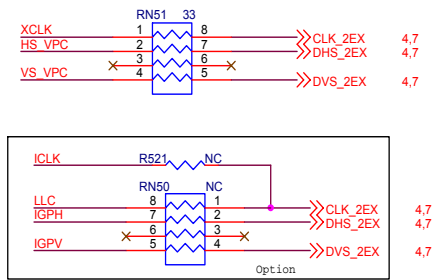 RN51 33
XCLK 1 8 CLK_2EX 4,7
HS_VPC 2 7 DHS_2EX 4,7
3 6
VS_VPC 4 5 DVS_2EX 4,7
ICLK R521 NC
RN50 NC
LLC 8 1 CLK_2EX 4,7
IGPH 7 2 DHS_2EX 4,7
6 3
IGPV 5 4 DVS_2EX 4,7
Option